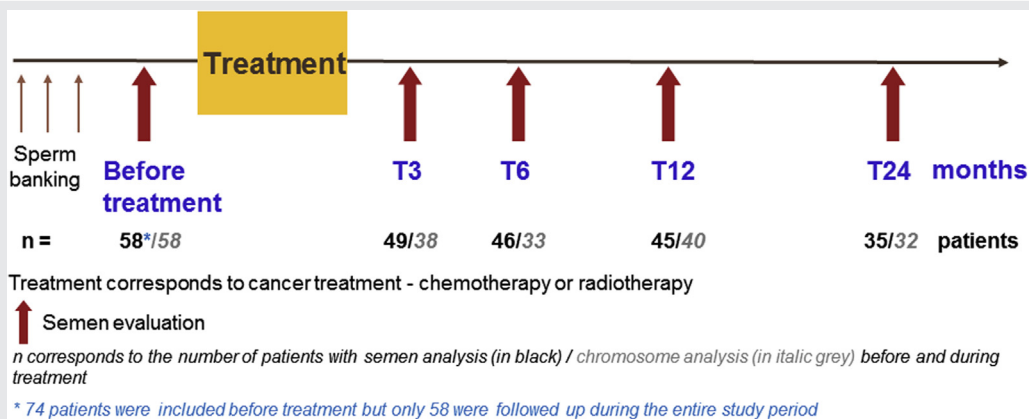 Treatment
Sperm
banking
Before
treatment
T3 T6 T12 T24 months
n = 58*/58 49/38 46/33 45/40 35/32 patients
Treatment corresponds to cancer treatment - chemotherapy or radiotherapy
Semen evaluation
n corresponds to the number of patients with semen analysis (in black) / chromosome analysis (in italic grey) before and during
treatment
* 74 patients were included before treatment but only 58 were followed up during the entire study period